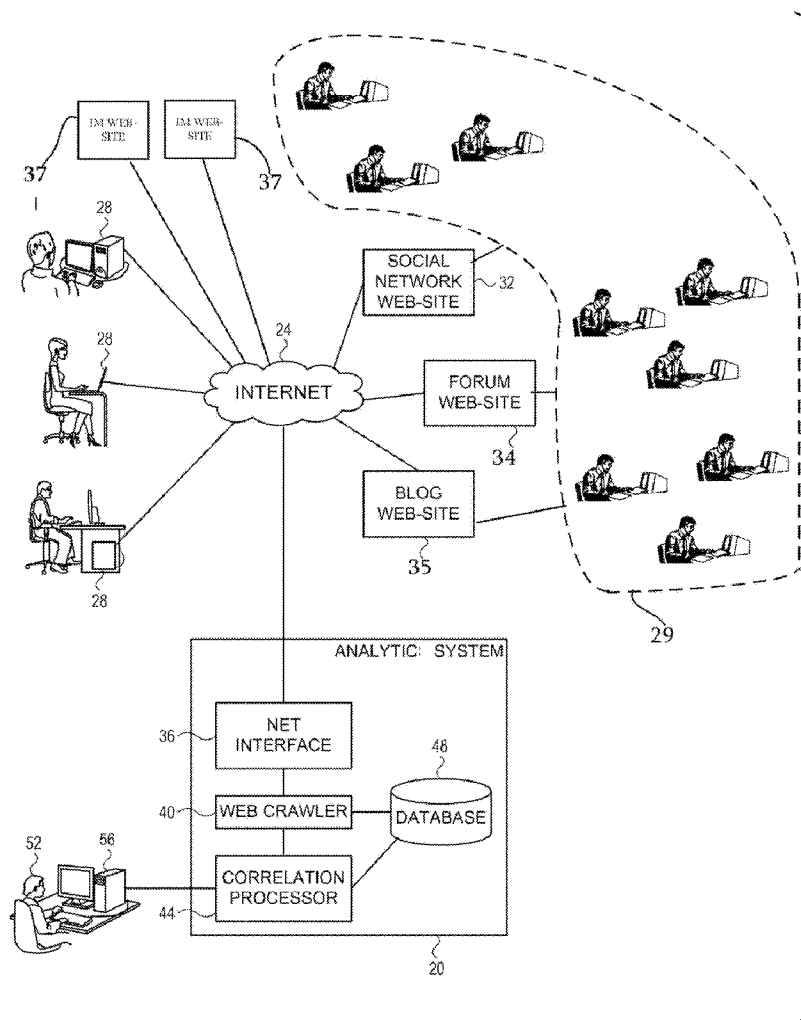 IM WEB-
SITE
IM WEB-
SITE
37
37
28
SOCIAL
NETWORK
WEB-SITE
32
28
24
INTERNET
FORUM
WEB-SITE
34
BLOG
WEB-SITE
35
28
29
ANALYTIC SYSTEM
NET
INTERFACE
36
48
WEB CRAWLER
40
DATABASE
52
56
CORRELATION
PROCESSOR
44
20